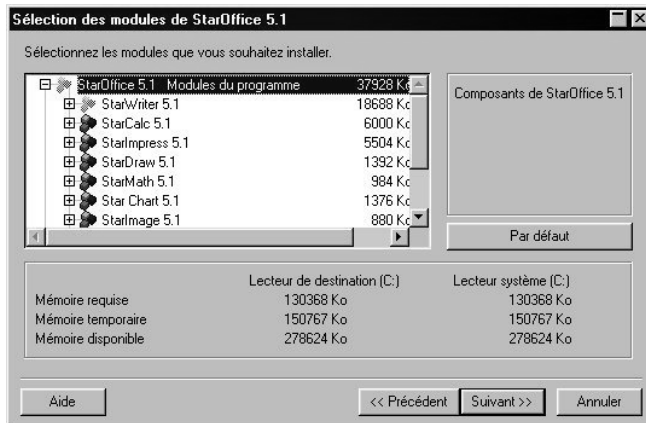 Sélection des modules de StarOffice 5.1
Sélectionnez les modules que vous souhaitez installer.
StarOffice 5.1 Modules du programme 37928 Ko
StarWriter 5.1 18688 Ko
StarCalc 5.1 6000 Ko
StarImpress 5.1 5504 Ko
StarDraw 5.1 1392 Ko
StarMath 5.1 984 Ko
Star Chart 5.1 1376 Ko
StarImage 5.1 880 Ko
Composants de StarOffice 5.1
Par défaut
Lecteur de destination (C:) Lecteur système (C:)
Mémoire requise 130368 Ko 130368 Ko
Mémoire temporaire 150767 Ko 150767 Ko
Mémoire disponible 278624 Ko 278624 Ko
Aide << Précédent Suivant >> Annuler